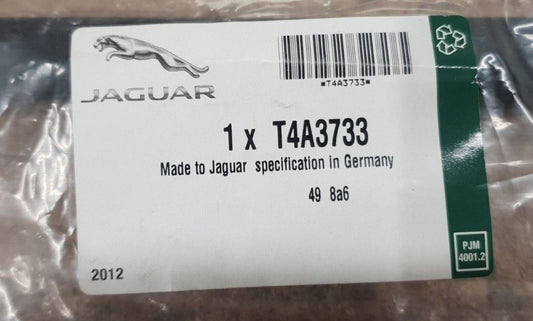 JAGUAR
*T4A3733*
1 x T4A3733
Made to Jaguar specification in Germany
49 8a6
2012
PJM
4001.2